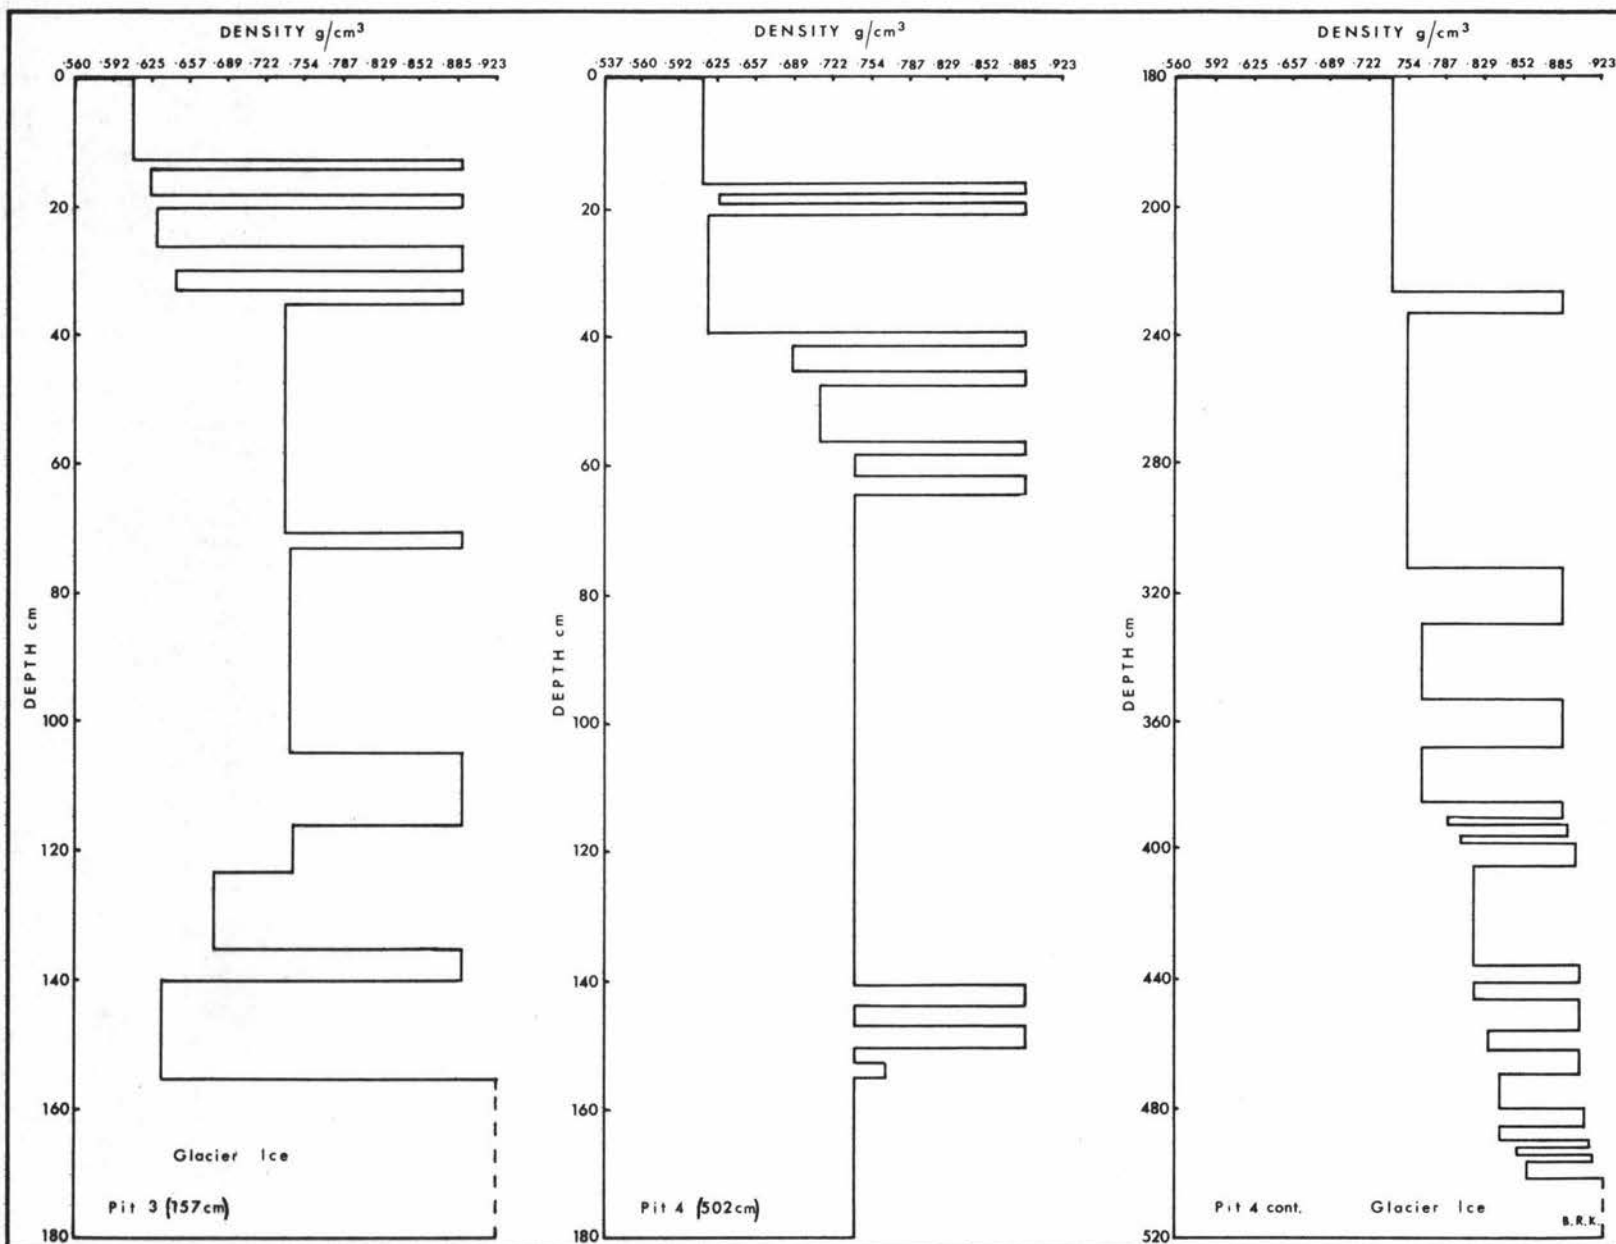 DENSITY g/cm³
·560 ·592 ·625 ·657 ·689 ·722 ·754 ·787 ·829 ·852 ·885 ·923
0
20
40
60
80
100
120
140
160
180
DEPTH cm
Glacier Ice
Pit 3 (157cm)
DENSITY g/cm³
·537 ·560 ·592 ·625 ·657 ·689 ·722 ·754 ·787 ·829 ·852 ·885 ·923
0
20
40
60
80
100
120
140
160
180
DEPTH cm
Pit 4 (502cm)
DENSITY g/cm³
·560 ·592 ·625 ·657 ·689 ·722 ·754 ·787 ·829 ·852 ·885 ·923
180
200
240
280
320
360
400
440
480
520
DEPTH cm
Pit 4 cont. Glacier Ice
B.R.K.